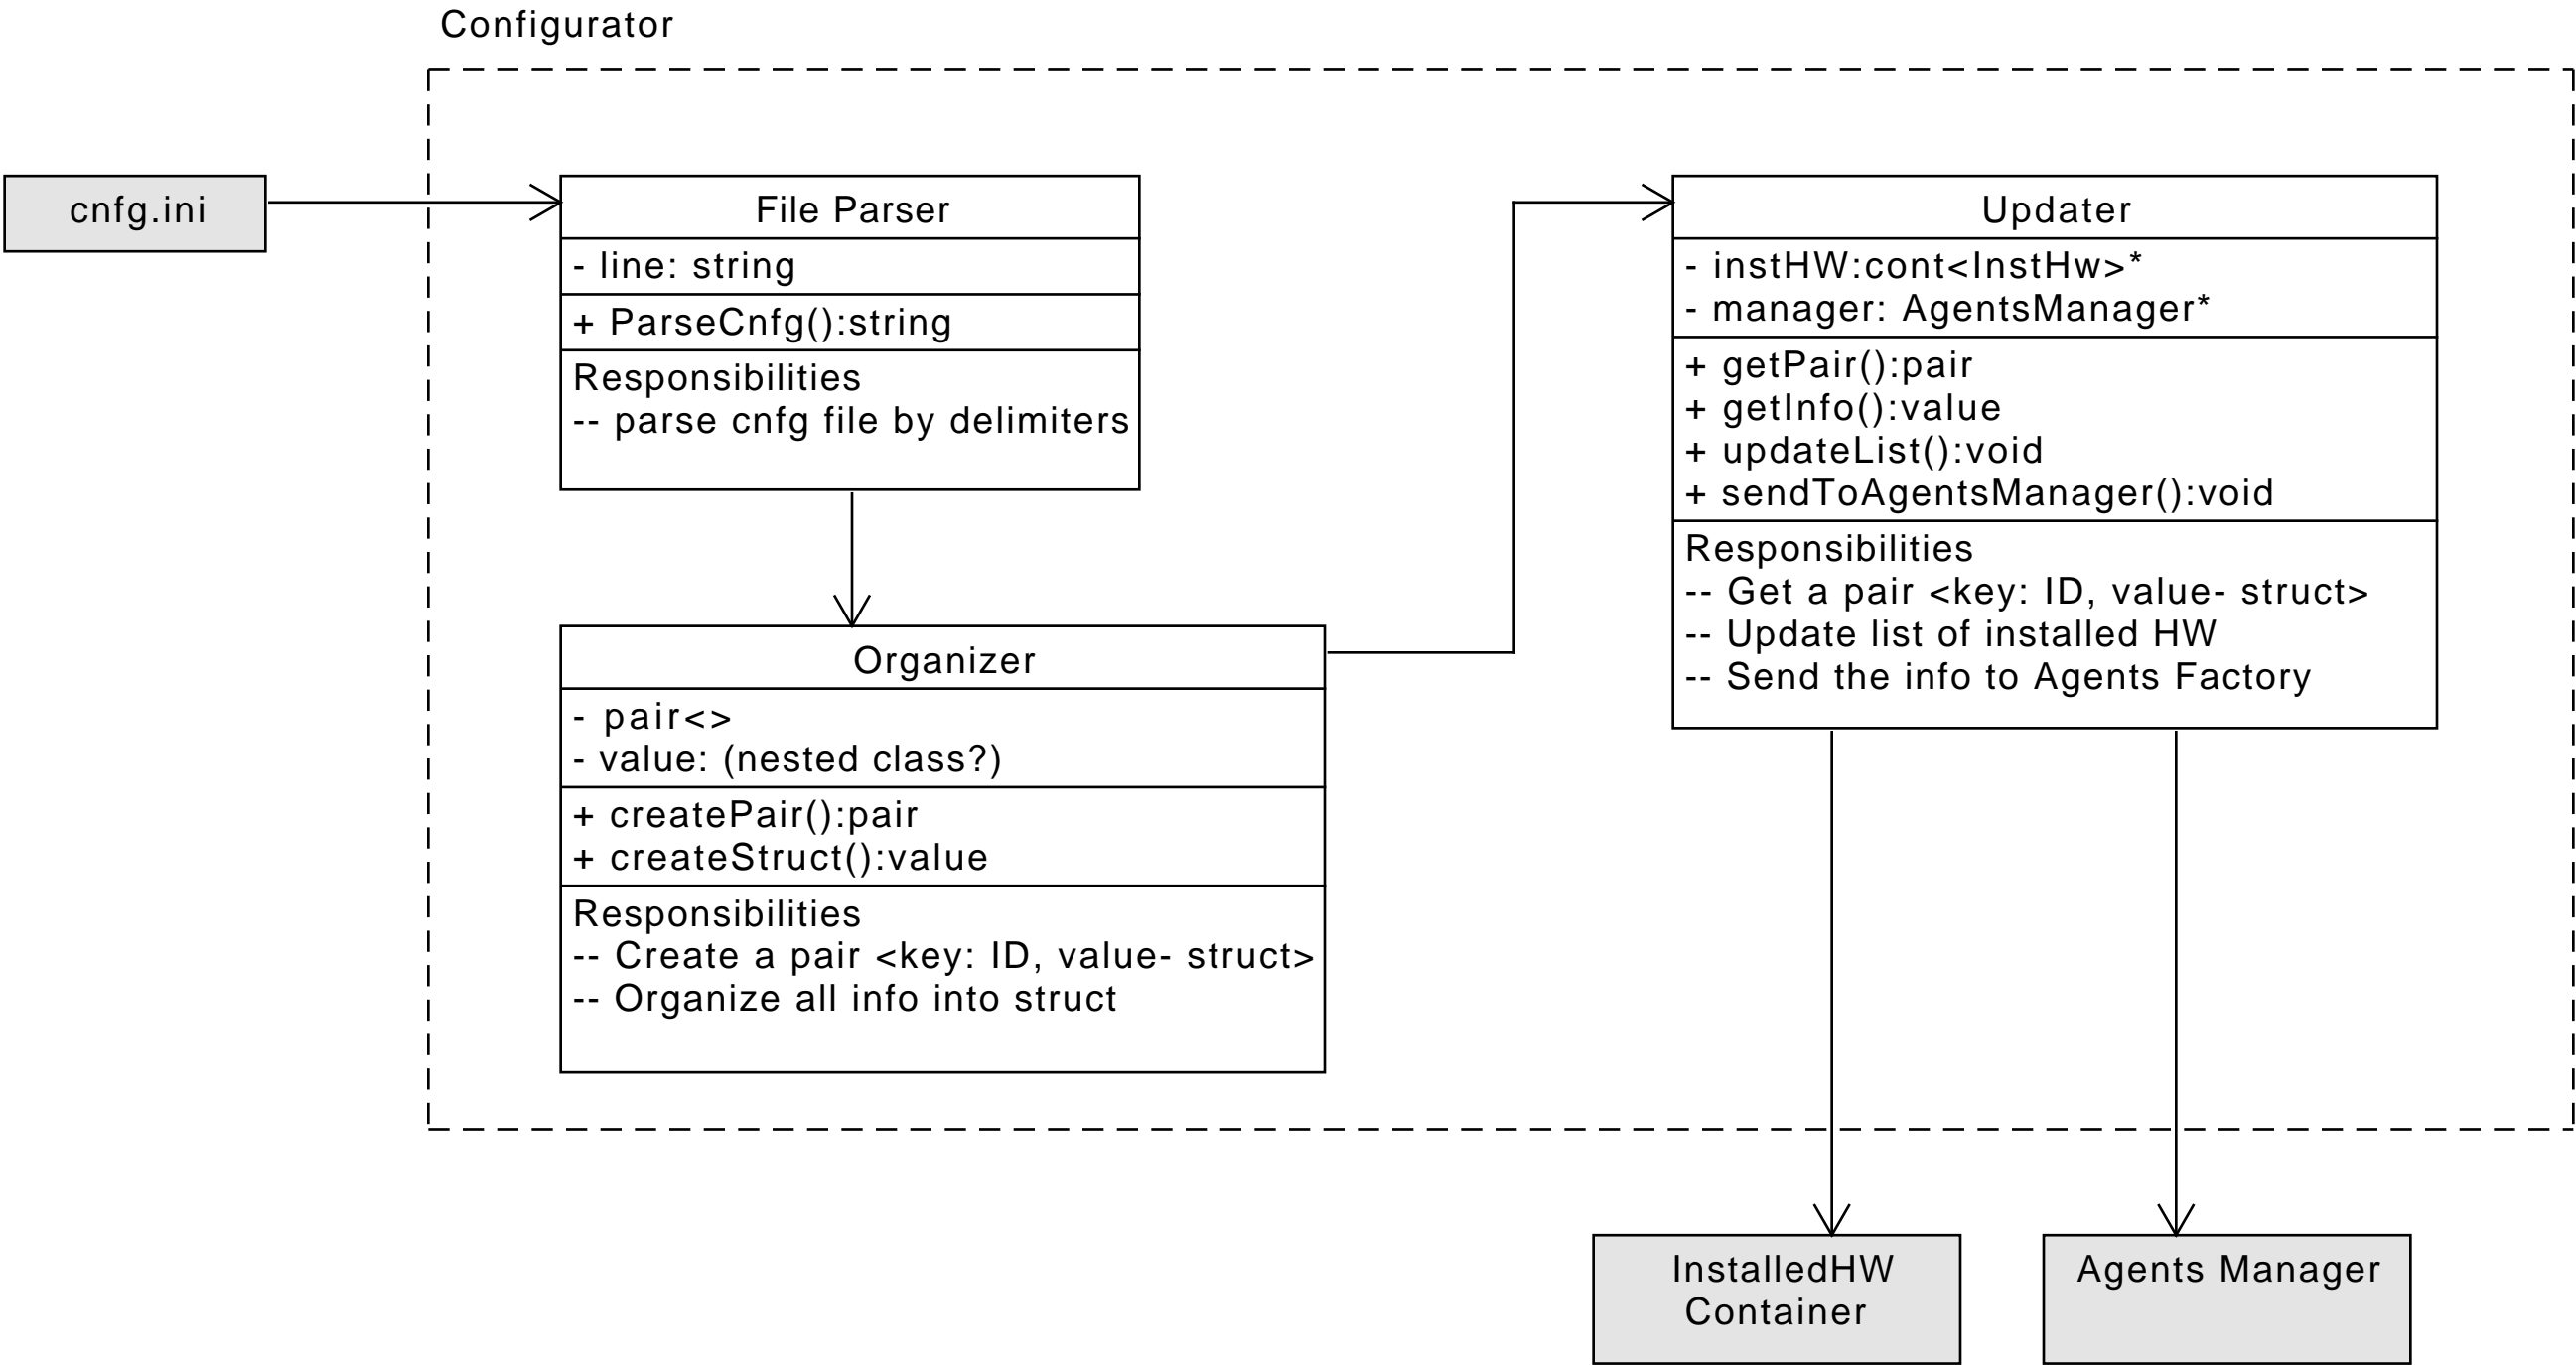 Configurator
cnfg.ini
File Parser
- line: string
+ ParseCnfg():string
Responsibilities
-- parse cnfg file by delimiters
Organizer
- pair<>
- value: (nested class?)
+ createPair():pair
+ createStruct():value
Responsibilities
-- Create a pair <key: ID, value- struct>
-- Organize all info into struct
Updater
- instHW:cont<InstHw>*
- manager: AgentsManager*
+ getPair():pair
+ getInfo():value
+ updateList():void
+ sendToAgentsManager():void
Responsibilities
-- Get a pair <key: ID, value- struct>
-- Update list of installed HW
-- Send the info to Agents Factory
InstalledHW
Container
Agents Manager